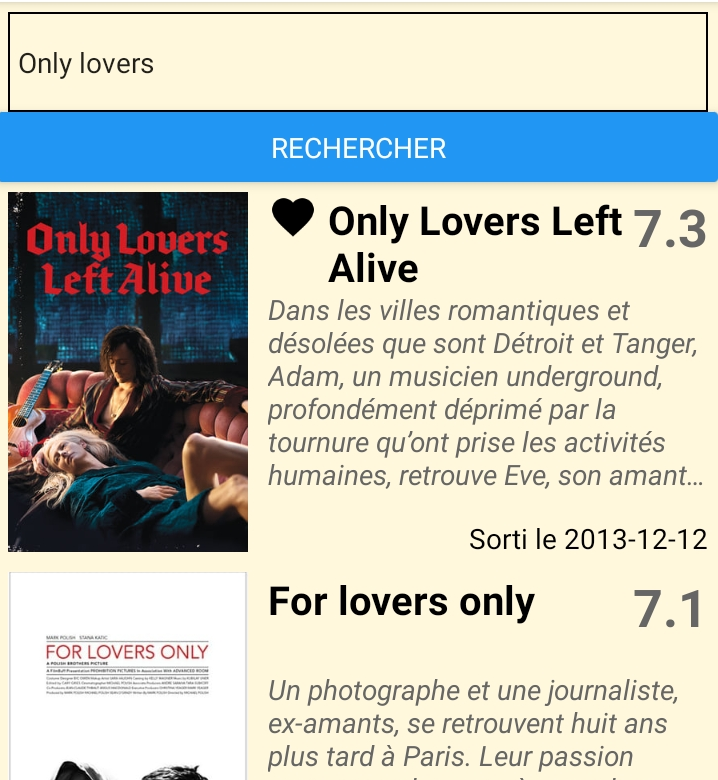 Only lovers
RECHERCHER
Only Lovers
Left Alive
Only Lovers Left
Alive
7.3
Dans les villes romantiques et
désolées que sont Détroit et Tanger,
Adam, un musicien underground,
profondément déprimé par la
tournure qu’ont prise les activités
humaines, retrouve Eve, son amant…
Sorti le 2013-12-12
MARK POLISH STANA KATIC
FOR LOVERS ONLY
A POLISH BROTHERS PICTURE
For lovers only
7.1
Un photographe et une journaliste,
ex-amants, se retrouvent huit ans
plus tard à Paris. Leur passion